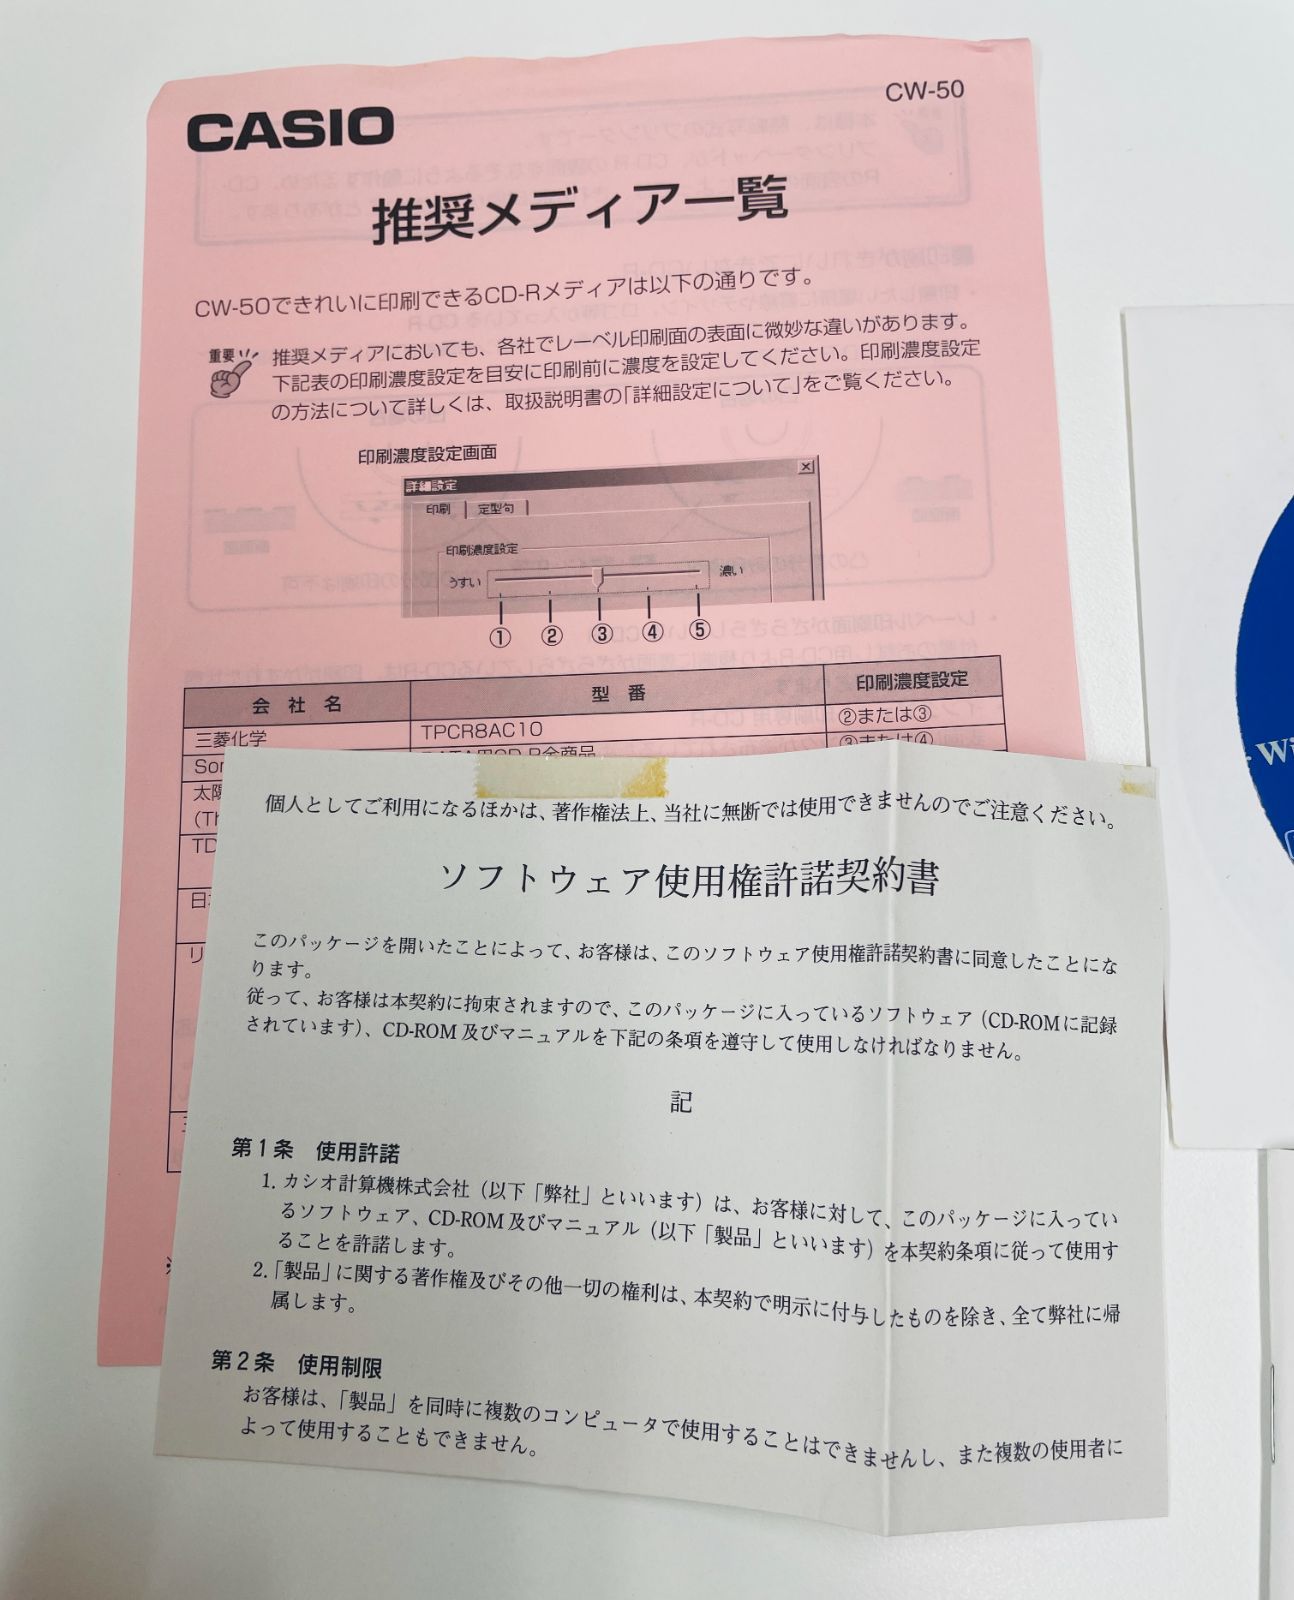 CASIO
CW-50
推奨メディア一覧
CW-50できれいに印刷できるCD-Rメディアは以下の通りです。
重要
推奨メディアにおいても、各社でレーベル印刷面の表面に微妙な違いがあります。
下記表の印刷濃度設定を目安に印刷前に濃度を設定してください。印刷濃度設定
の方法について詳しくは、取扱説明書の「詳細設定について」をご覧ください。
印刷濃度設定画面
詳細設定
印刷 定型句
印刷濃度設定
うすい 濃い
① ② ③ ④ ⑤
会社名 型番 印刷濃度設定
三菱化学 TPCR8AC10 ②または③
DATA用CD-R全商品 ③または④
個人としてご利用になるほかは、著作権法上、当社に無断では使用できませんのでご注意ください。
ソフトウェア使用権許諾契約書
このパッケージを開いたことによって、お客様は、このソフトウェア使用権許諾契約書に同意したことにな
ります。
従って、お客様は本契約に拘束されますので、このパッケージに入っているソフトウェア（CD-ROMに記録
されています）、CD-ROM及びマニュアルを下記の条項を遵守して使用しなければなりません。
記
第1条 使用許諾
1. カシオ計算機株式会社（以下「弊社」といいます）は、お客様に対して、このパッケージに入ってい
るソフトウェア、CD-ROM及びマニュアル（以下「製品」といいます）を本契約条項に従って使用す
ることを許諾します。
2.「製品」に関する著作権及びその他一切の権利は、本契約で明示に付与したものを除き、全て弊社に帰
属します。
第2条 使用制限
お客様は、「製品」を同時に複数のコンピュータで使用することはできませんし、また複数の使用者に
よって使用することもできません。